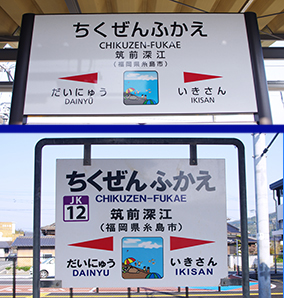 ちくぜんふかえ
CHIKUZEN-FUKAE
筑前深江
(福岡県糸島市)
だいにゅう いきさん
DAINYŪ IKISAN
JK
12
ちくぜんふかえ
CHIKUZEN-FUKAE
筑前深江
(福岡県糸島市)
だいにゅう いきさん
DAINYU IKISAN